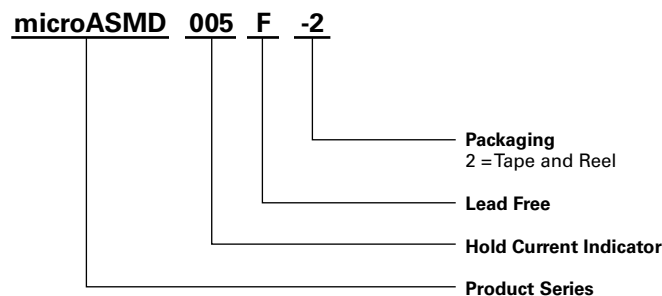 microASMD 005 F -2
Packaging
2 = Tape and Reel
Lead Free
Hold Current Indicator
Product Series